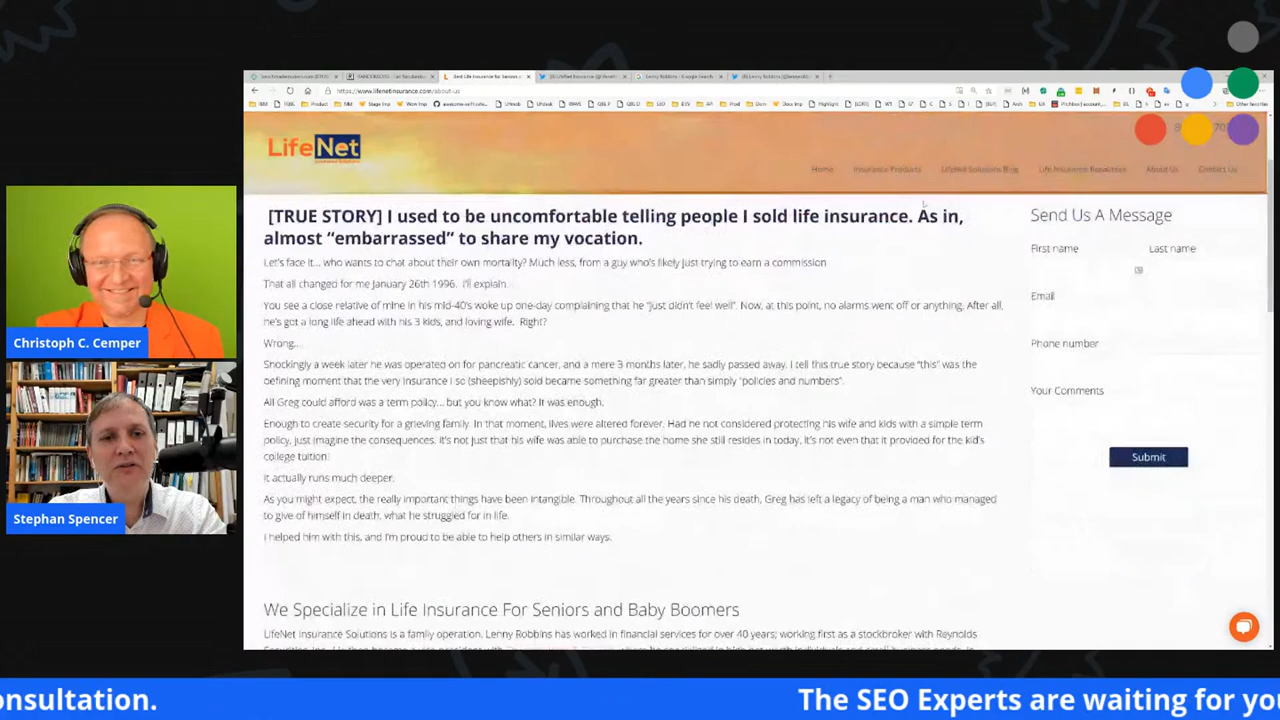 https://www.lifenetinsurance.com/about-us
LifeNet
Home
Insurance Products
LifeNet Solutions Blog
Life Insurance Resources
About Us
Contact Us
[TRUE STORY] I used to be uncomfortable telling people I sold life insurance. As in,
almost “embarrassed” to share my vocation.
Let’s face it... who wants to chat about their own mortality? Much less, from a guy who’s likely just trying to earn a commission
That all changed for me January 26th 1996. I’ll explain.
You see a close relative of mine in his mid-40’s woke up one-day complaining that he “just didn’t feel well”. Now, at this point, no alarms went off or anything. After all,
he’s got a long life ahead with his 3 kids, and loving wife. Right?
Wrong...
Shockingly a week later he was operated on for pancreatic cancer, and a mere 3 months later, he sadly passed away. I tell this true story because “this” was the
defining moment that the very insurance I so (sheepishly) sold became something far greater than simply “policies and numbers”.
All Greg could afford was a term policy... but you know what? It was enough.
Enough to create security for a grieving family. In that moment, lives were altered forever. Had he not considered protecting his wife and kids with a simple term
policy, just imagine the consequences. It’s not just that his wife was able to purchase the home she still resides in today, it’s not even that it provided for the kid’s
college tuition!
It actually runs much deeper.
As you might expect, the really important things have been intangible. Throughout all the years since his death, Greg has left a legacy of being a man who managed
to give of himself in death, what he struggled for in life.
I helped him with this, and I’m proud to be able to help others in similar ways.
We Specialize in Life Insurance For Seniors and Baby Boomers
LifeNet Insurance Solutions is a family operation. Lenny Robbins has worked in financial services for over 40 years; working first as a stockbroker with Reynolds
Send Us A Message
First name
Last name
Email
Phone number
Your Comments
Submit
Christoph C. Cemper
Stephan Spencer
onsultation.
The SEO Experts are waiting for you